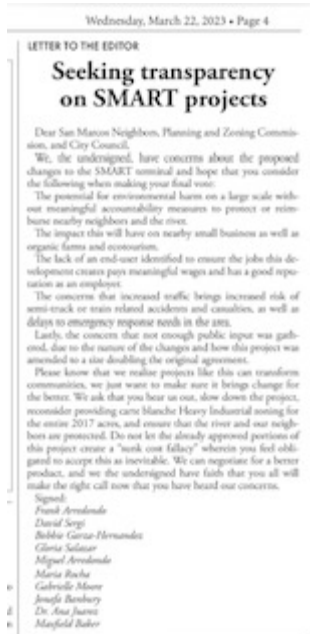 Wednesday, March 22, 2023 • Page 4
LETTER TO THE EDITOR
Seeking transparency
on SMART projects
Dear San Marcos Neighbors, Planning and Zoning Commis-
sion, and City Council,
We, the undersigned, have concerns about the proposed
changes to the SMART terminal and hope that you consider
the following when making your final vote:
The potential for environmental harm on a large scale with-
out meaningful accountability measures to protect or reim-
burse nearby neighbors and the river.
The impact this will have on nearby small business as well as
organic farms and ecotourism.
The lack of an end-user identified to ensure the jobs this de-
velopment creates pays meaningful wages and has a good repu-
tation as an employer.
The concerns that increased traffic brings increased risk of
semi-truck or train related accidents and casualties, as well as
delays to emergency response needs in the area.
Lastly, the concern that not enough public input was gath-
ered, due to the nature of the changes and how this project was
amended to a size doubling the original agreement.
Please know that we realize projects like this can transform
communities, we just want to make sure it brings change for
the better. We ask that you hear us out, slow down the project,
reconsider providing carte blanche Heavy Industrial zoning for
the entire 2017 acres, and ensure that the river and our neigh-
bors are protected. Do not let the already approved portions of
this project create a "sunk cost fallacy" wherein you feel obli-
gated to accept this as inevitable. We can negotiate for a better
product, and we the undersigned have faith that you all will
make the right call now that you have heard our concerns.
Signed:
Frank Arredondo
David Sergi
Bobbie Garza-Hernandez
Gloria Salazar
Miguel Arredondo
Maria Rocha
Gabrielle Moore
Jenafa Banbury
Dr. Ana Juarez
Maxfield Baker